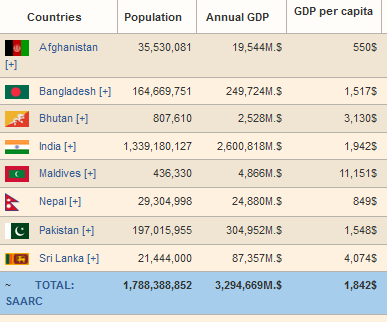 Countries Population Annual GDP GDP per capita
Afghanistan 35,530,081 19,544M.$ 550$
[+]
Bangladesh [+] 164,669,751 249,724M.$ 1,517$
Bhutan [+] 807,610 2,528M.$ 3,130$
India [+] 1,339,180,127 2,600,818M.$ 1,942$
Maldives [+] 436,330 4,866M.$ 11,151$
Nepal [+] 29,304,998 24,880M.$ 849$
Pakistan [+] 197,015,955 304,952M.$ 1,548$
Sri Lanka [+] 21,444,000 87,357M.$ 4,074$
~ TOTAL: 1,788,388,852 3,294,669M.$ 1,842$
SAARC